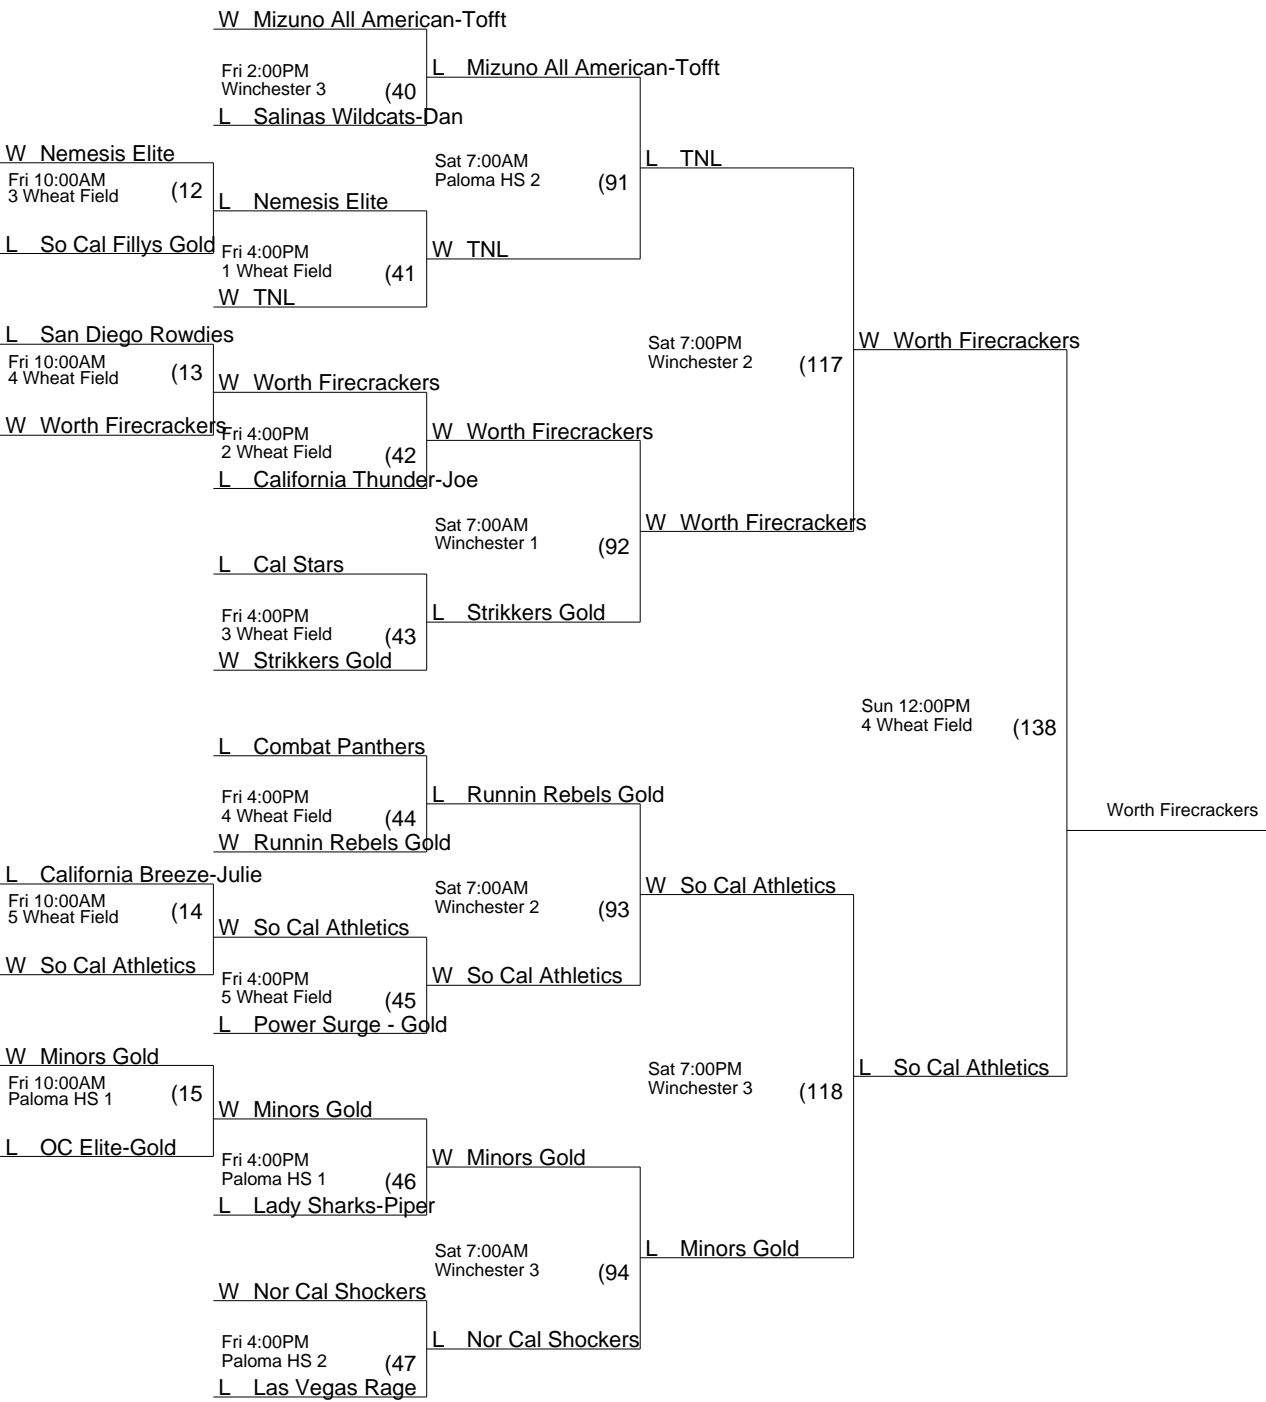 W Mizuno All American-Tofft
Fri 2:00PM
Winchester 3 (40
L Mizuno All American-Tofft
L Salinas Wildcats-Dan
W Nemesis Elite
Fri 10:00AM
3 Wheat Field (12
Sat 7:00AM
Paloma HS 2 (91
L TNL
L Nemesis Elite
L So Cal Fillys Gold
Fri 4:00PM
1 Wheat Field (41
W TNL
W TNL
L San Diego Rowdies
Fri 10:00AM
4 Wheat Field (13
Sat 7:00PM
Winchester 2 (117
W Worth Firecrackers
W Worth Firecrackers
W Worth Firecrackers
Fri 4:00PM
2 Wheat Field (42
W Worth Firecrackers
L California Thunder-Joe
Sat 7:00AM
Winchester 1 (92
W Worth Firecrackers
L Cal Stars
Fri 4:00PM
3 Wheat Field (43
L Strikkers Gold
W Strikkers Gold
Sun 12:00PM
4 Wheat Field (138
L Combat Panthers
Fri 4:00PM
4 Wheat Field (44
L Runnin Rebels Gold
Worth Firecrackers
W Runnin Rebels Gold
L California Breeze-Julie
Fri 10:00AM
5 Wheat Field (14
Sat 7:00AM
Winchester 2 (93
W So Cal Athletics
W So Cal Athletics
W So Cal Athletics
Fri 4:00PM
5 Wheat Field (45
W So Cal Athletics
L Power Surge - Gold
W Minors Gold
Fri 10:00AM
Paloma HS 1 (15
Sat 7:00PM
Winchester 3 (118
L So Cal Athletics
W Minors Gold
L OC Elite-Gold
Fri 4:00PM
Paloma HS 1 (46
W Minors Gold
L Lady Sharks-Piper
Sat 7:00AM
Winchester 3 (94
L Minors Gold
W Nor Cal Shockers
Fri 4:00PM
Paloma HS 2 (47
L Nor Cal Shockers
L Las Vegas Rage